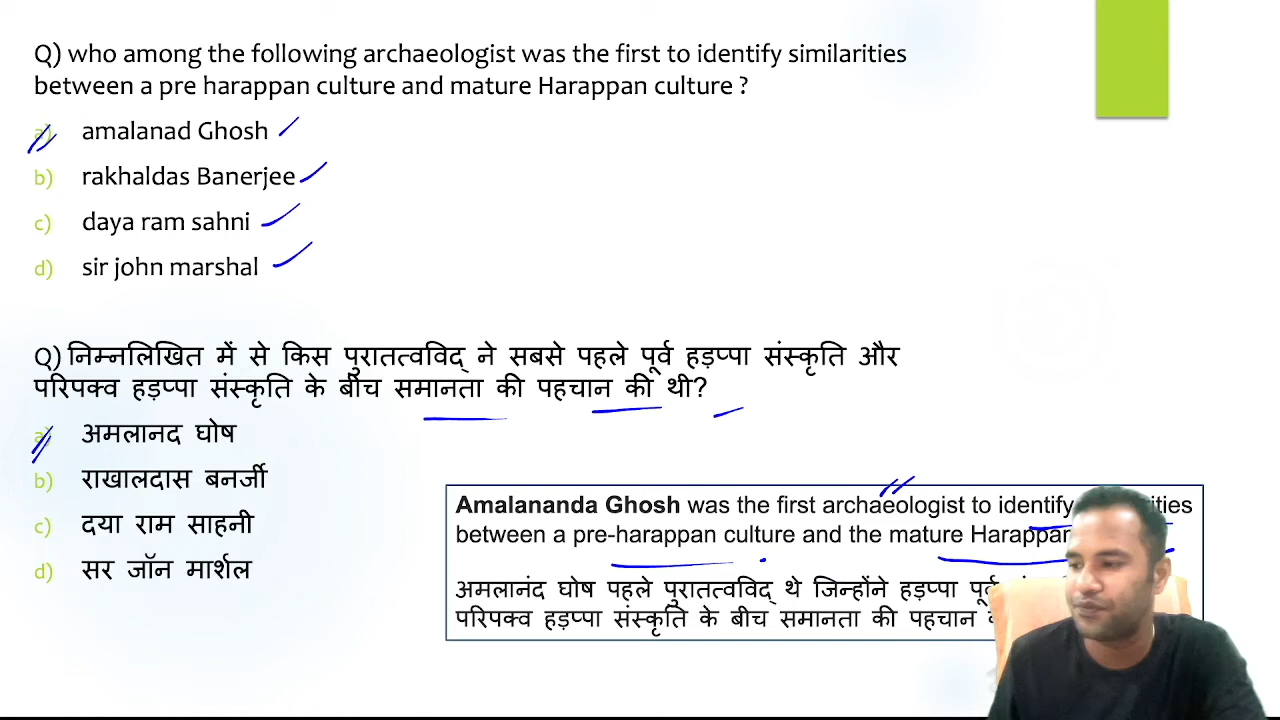 Q) who among the following archaeologist was the first to identify similarities
between a pre harappan culture and mature Harappan culture ?
a) amalanad Ghosh
b) rakhaldas Banerjee
c) daya ram sahni
d) sir john marshal
Q) निम्नलिखित में से किस पुरातत्वविद् ने सबसे पहले पूर्व हड़प्पा संस्कृति और
परिपक्व हड़प्पा संस्कृति के बीच समानता की पहचान की थी?
a) अमलानद घोष
b) राखालदास बनर्जी
c) दया राम साहनी
d) सर जॉन मार्शल
Amalananda Ghosh was the first archaeologist to identify
between a pre-harappan culture and the mature Harappan
अमलानंद घोष पहले पुरातत्वविद् थे जिन्होंने हड़प्पा पूर्व
परिपक्व हड़प्पा संस्कृति के बीच समानता की पहचान